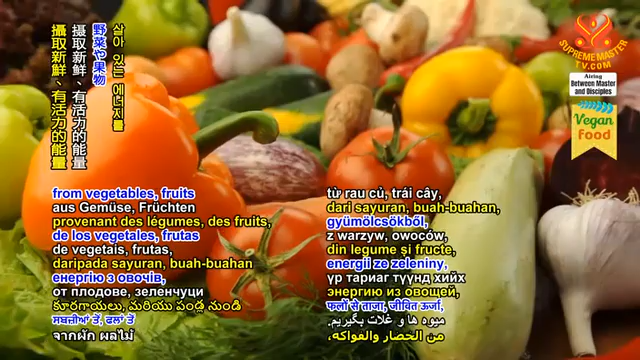 살아 있는 에너지를
野菜や果物
攝取新鮮、有活力的能量
摄取新鲜、有活力的能量
SUPREME MASTER
TV.COM
Airing
Between Master
and Disciples
Vegan
Food
from vegetables, fruits
aus Gemüse, Früchten
provenant des légumes, des fruits,
de los vegetales, frutas
de vegetais, frutas,
daripada sayuran, buah-buahan
енергію з овочів,
от плодове, зеленчуци
కూరగాయలు, మరియు పండ్ల నుండి
ਸਬਜ਼ੀਆਂ ਤੋਂ, ਫਲਾਂ ਤੋਂ
จากผัก ผลไม้
từ rau củ, trái cây,
dari sayuran, buah-buahan,
gyümölcsökből,
z warzyw, owoców,
din legume și fructe,
energii ze zeleniny,
үр тариаг түүнд хийх
энергию из овощей,
फलों से ताजा, जीवित ऊर्जा,
میوه ها و غلات بگیریم.
من الخضار والفواكه،